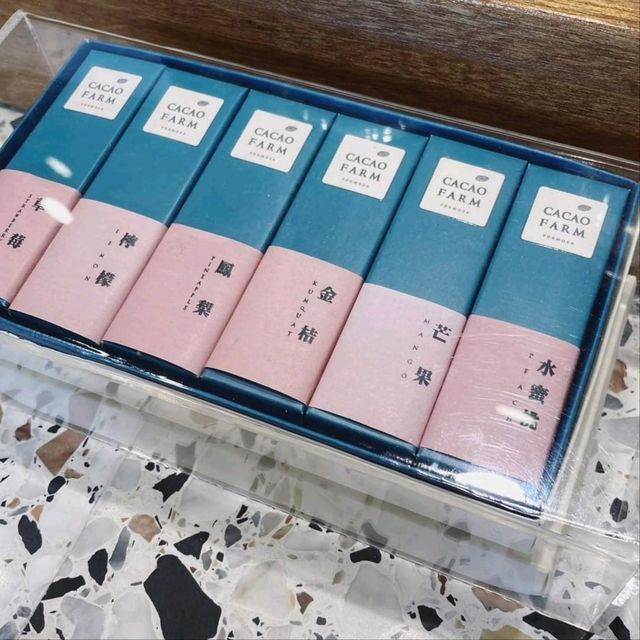 CACAO
FARM
FORMOSA
草莓
STRAWBERRY
CACAO
FARM
FORMOSA
檸檬
LEMON
CACAO
FARM
FORMOSA
鳳梨
PINEAPPLE
CACAO
FARM
FORMOSA
金桔
KUMQUAT
CACAO
FARM
FORMOSA
芒果
MANGO
CACAO
FARM
FORMOSA
水蜜桃
PEACH